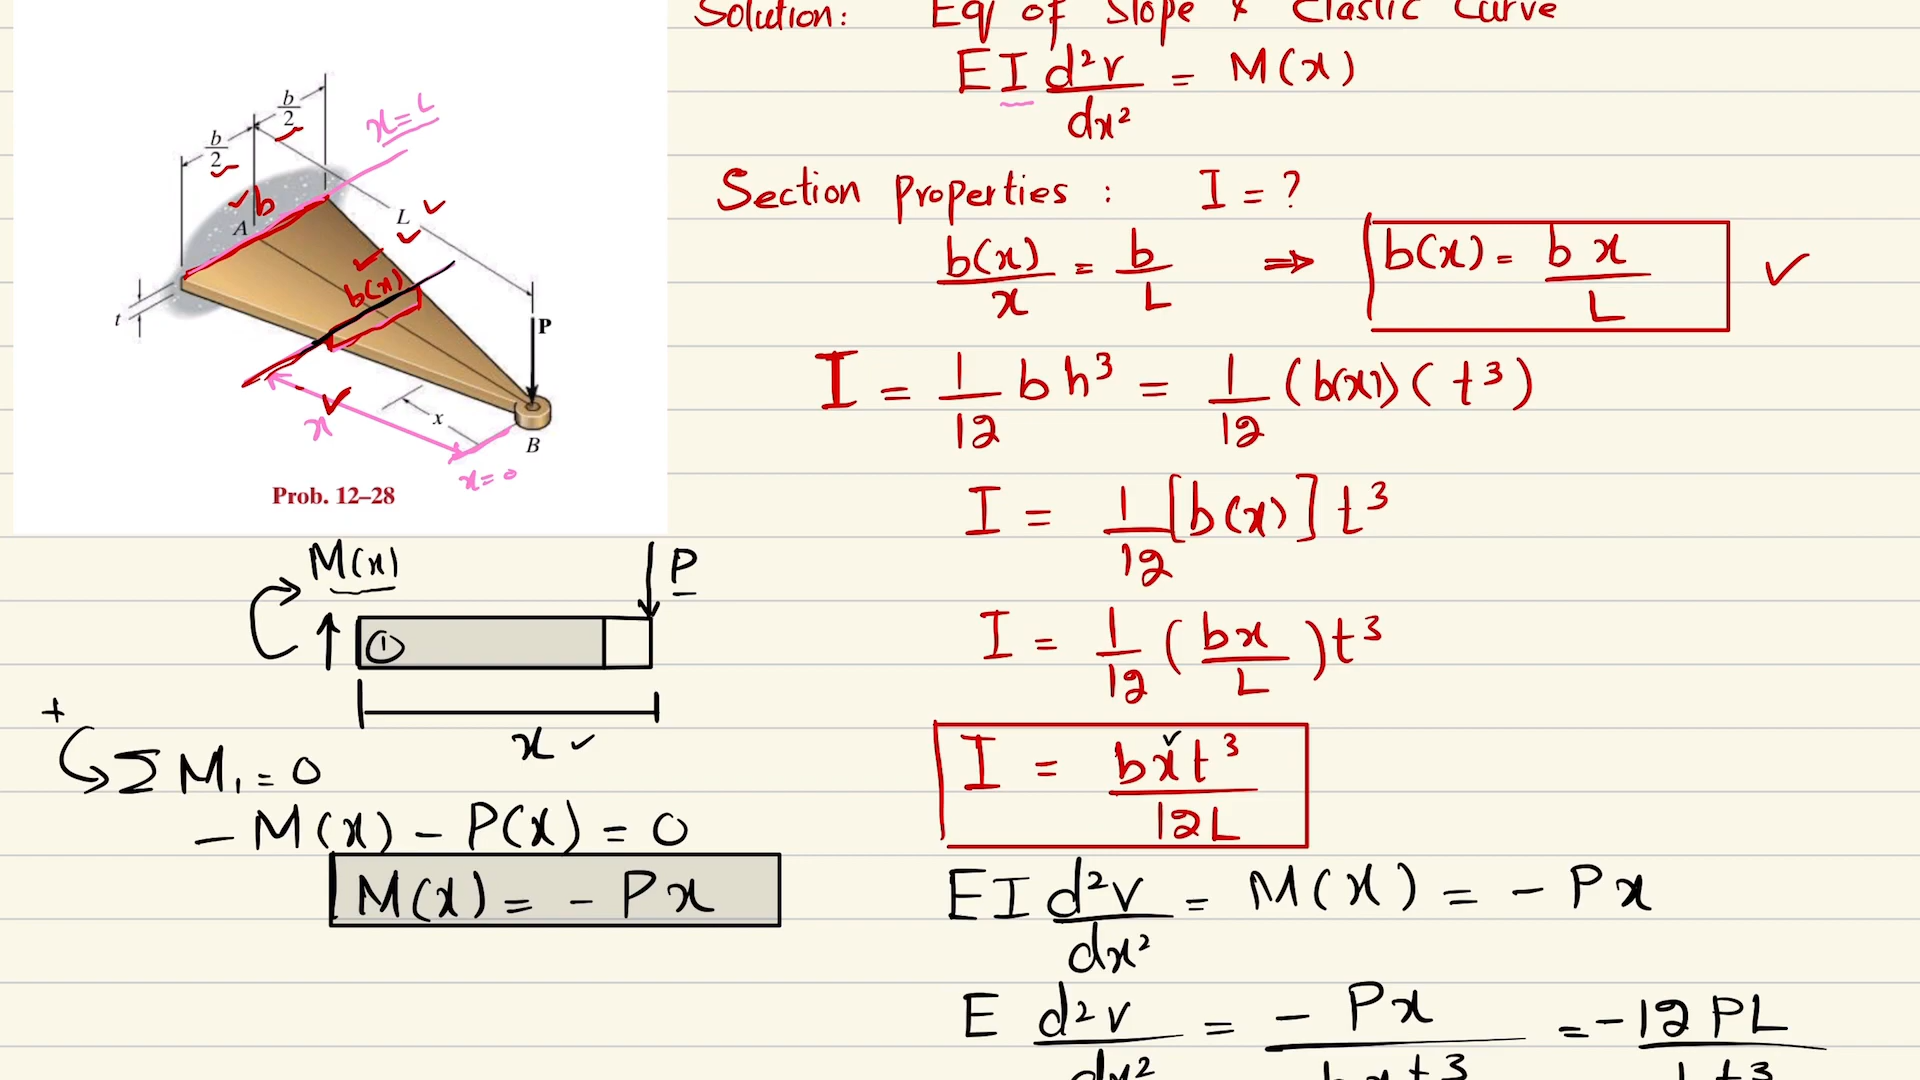 Solution: Eq of Slope & Elastic Curve
EI d²v/dx² = M(x)
Section Properties : I = ?
b(x)/x = b/L ⇒ b(x) = bx/L ✓
I = 1/12 bh³ = 1/12 (b(x)) (t³)
I = 1/12 [b(x)] t³
I = 1/12 (bx/L) t³
I = bxt³/12L
EI d²v/dx² = M(x) = - Px
E d²v/dx² = - Px/bxt³ = -12PL/bt³
b/2
b/2
x=L
b
A
L
b(x)
t
P
x
x
B
x=0
Prob. 12–28
M(x)
P
1
x ✓
+
ΣM₁ = 0
- M(x) - P(x) = 0
M(x) = - Px